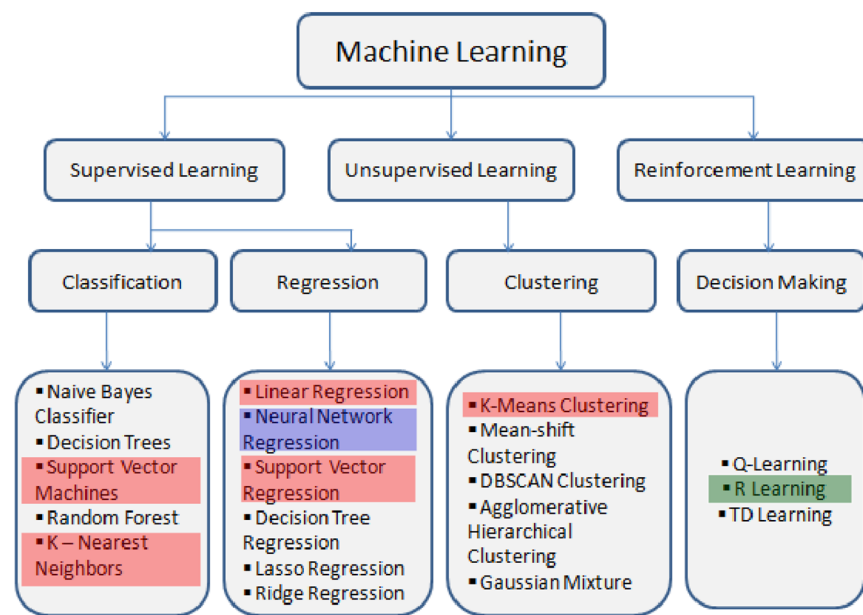 Machine Learning
Supervised Learning
Unsupervised Learning
Reinforcement Learning
Classification
Regression
Clustering
Decision Making
▪ Naive Bayes
Classifier
▪ Decision Trees
▪ Support Vector
Machines
▪ Random Forest
▪ K – Nearest
Neighbors
▪ Linear Regression
▪ Neural Network
Regression
▪ Support Vector
Regression
▪ Decision Tree
Regression
▪ Lasso Regression
▪ Ridge Regression
▪ K-Means Clustering
▪ Mean-shift
Clustering
▪ DBSCAN Clustering
▪ Agglomerative
Hierarchical
Clustering
▪ Gaussian Mixture
▪ Q-Learning
▪ R Learning
▪ TD Learning